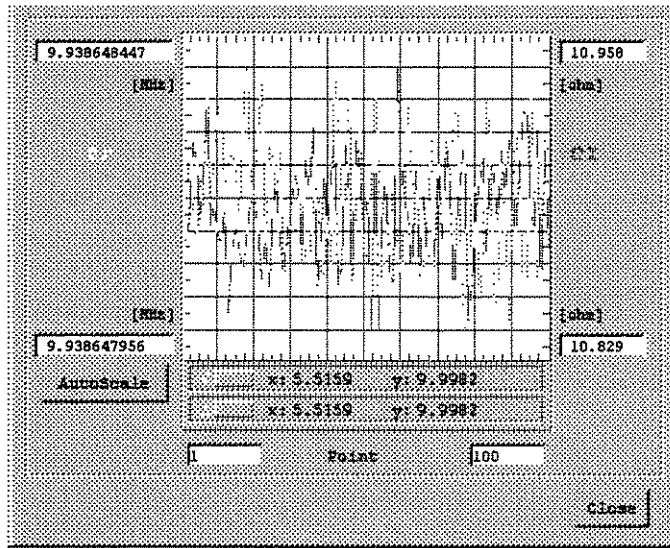 9.938648447
10.958
[MHz]
[ohm]
[MHz]
[ohm]
9.938647956
10.829
AutoScale
x: 5.5159 y: 9.9982
x: 5.5159 y: 9.9982
1 Point 100
Close